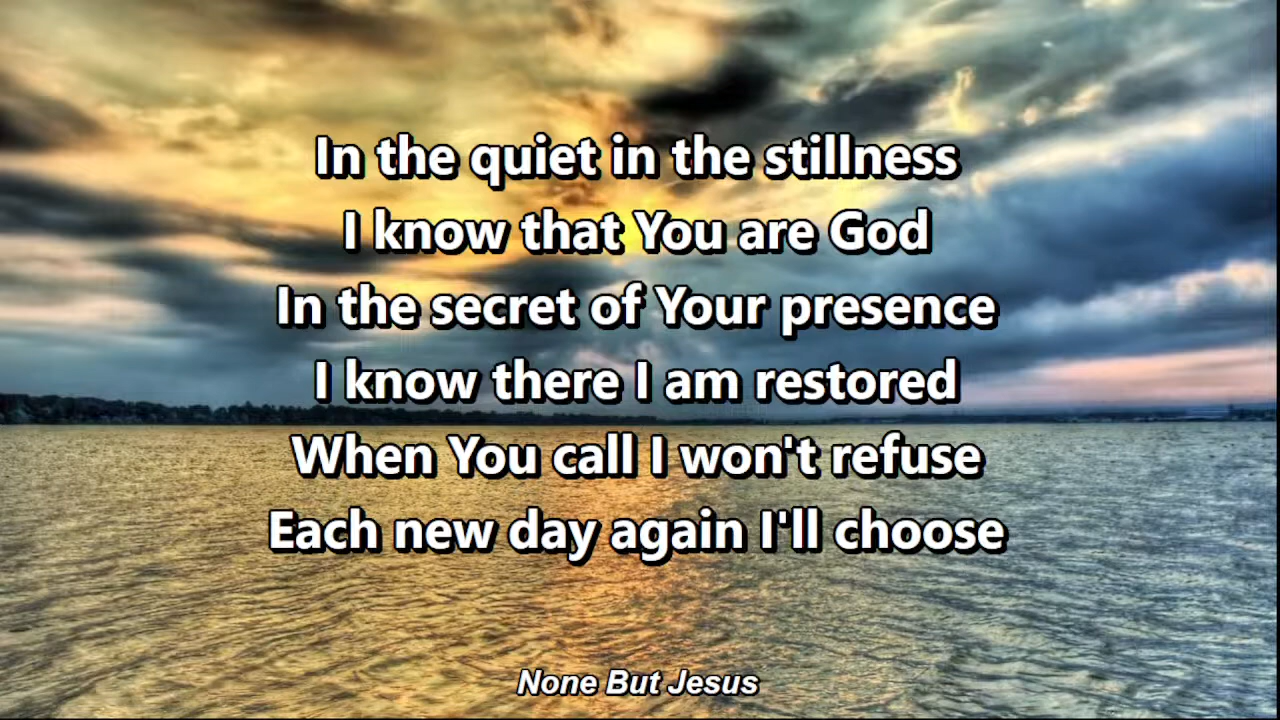 In the quiet in the stillness
I know that You are God
In the secret of Your presence
I know there I am restored
When You call I won't refuse
Each new day again I'll choose
None But Jesus